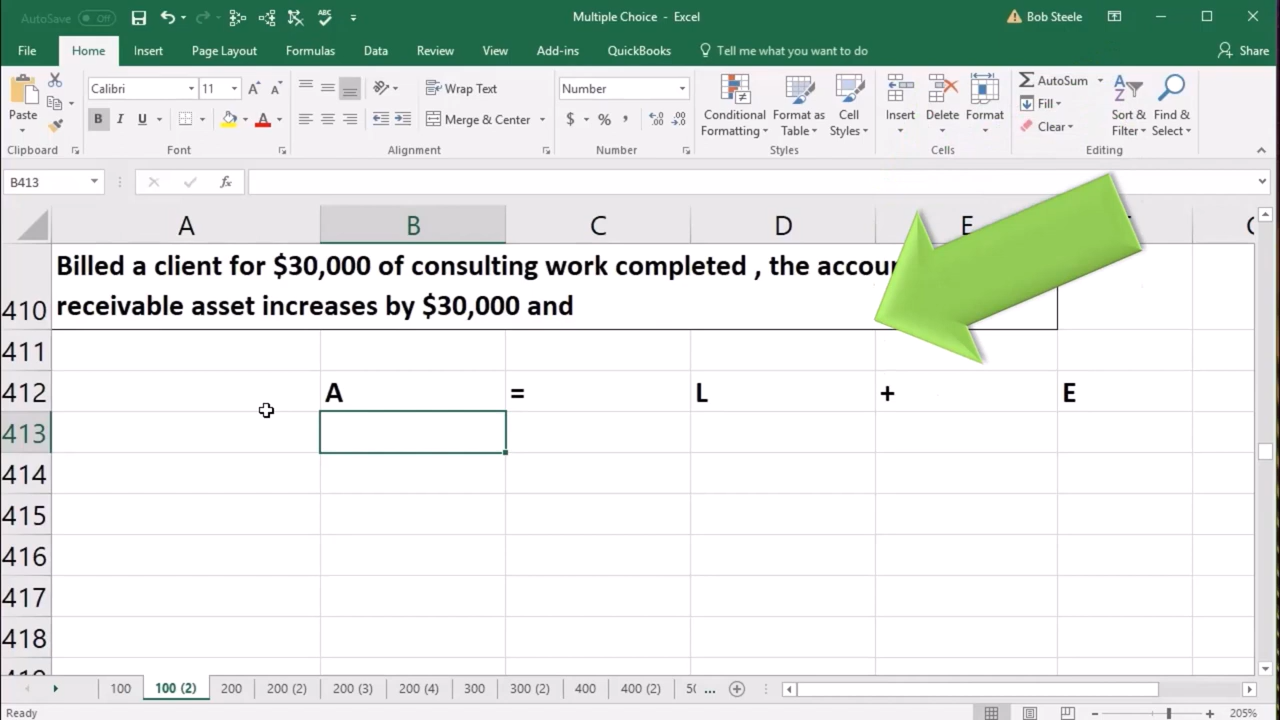 AutoSave Off
Multiple Choice - Excel
Bob Steele
File Home Insert Page Layout Formulas Data Review View Add-ins QuickBooks Tell me what you want to do Share
Paste
Calibri 11
B I U
Wrap Text
Merge & Center
Number
$ % ,
Conditional Formatting
Format as Table
Cell Styles
Insert
Delete
Format
AutoSum
Fill
Clear
Sort & Filter
Find & Select
Clipboard Font Alignment Number Styles Cells Editing
B413 fx
A B C D E
410 Billed a client for $30,000 of consulting work completed , the
receivable asset increases by $30,000 and
411
412 A = L + E
413
414
415
416
417
418
100 100 (2) 200 200 (2) 200 (3) 200 (4) 300 300 (2) 400 400 (2) ...
Ready 205%